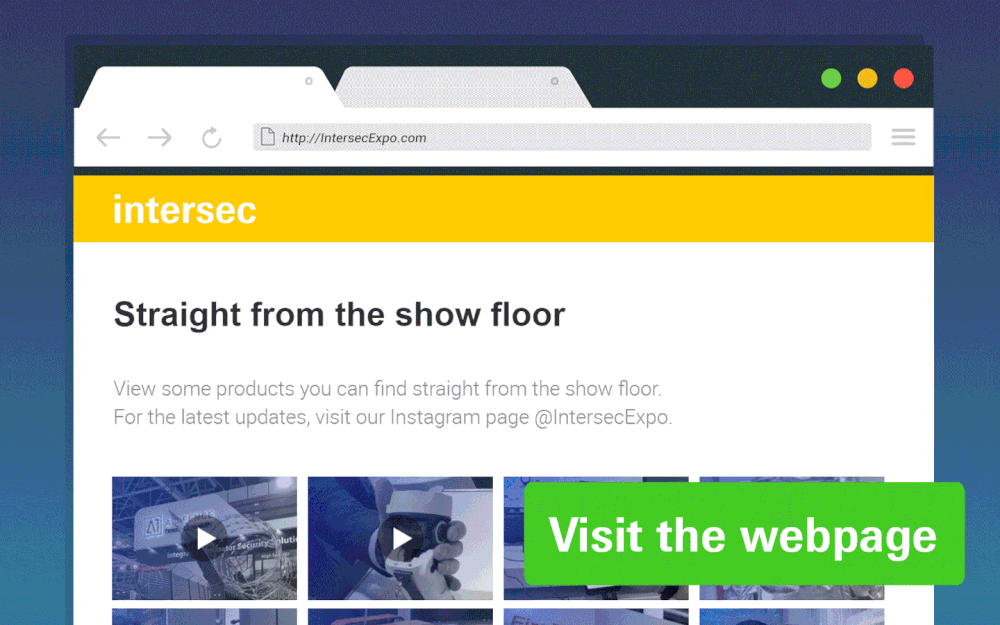 http://IntersecExpo.com
intersec
Straight from the show floor
View some products you can find straight from the show floor.
For the latest updates, visit our Instagram page @IntersecExpo.
Visit the webpage